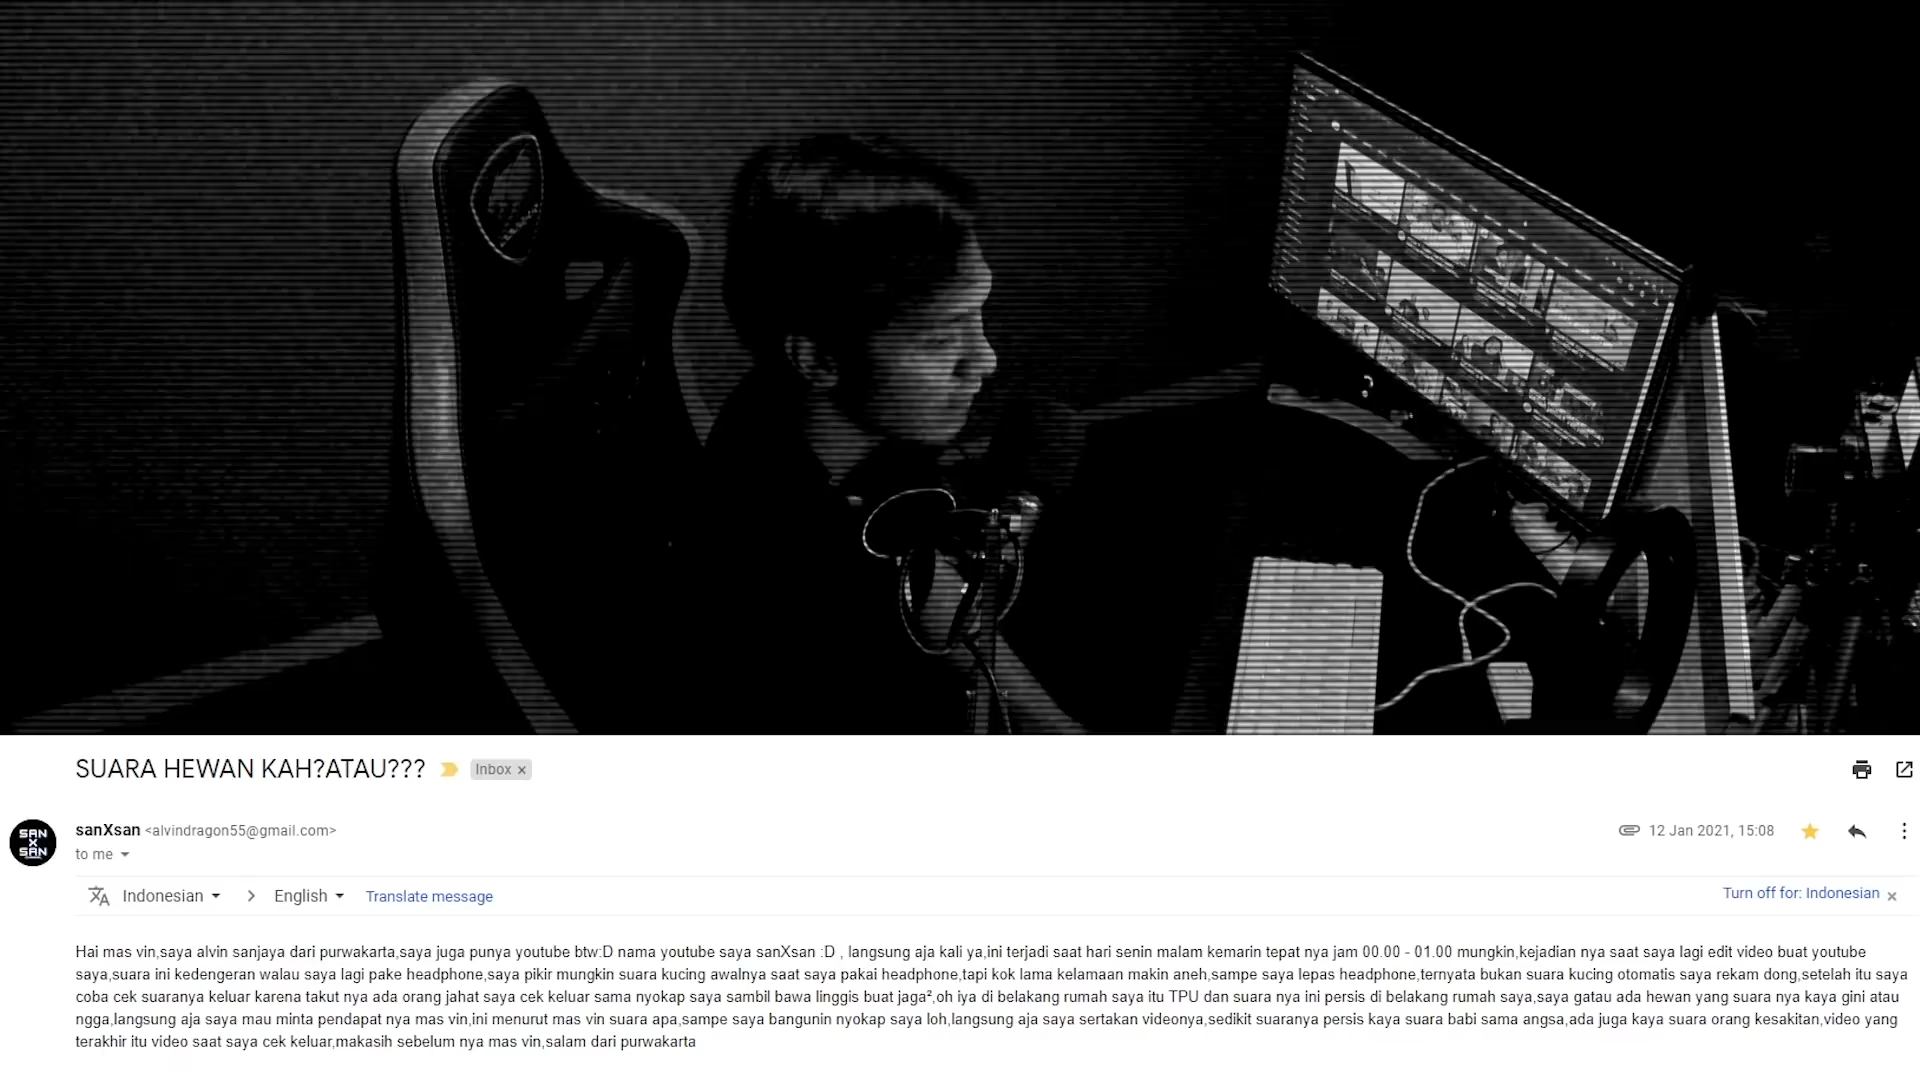 SUARA HEWAN KAH?ATAU???
Inbox x
SAN
X
SAN
sanXsan <alvindragon55@gmail.com>
12 Jan 2021, 15:08
to me
Indonesian > English Translate message
Turn off for: Indonesian x
Hai mas vin,saya alvin sanjaya dari purwakarta,saya juga punya youtube btw:D nama youtube saya sanXsan :D , langsung aja kali ya,ini terjadi saat hari senin malam kemarin tepat nya jam 00.00 - 01.00 mungkin,kejadian nya saat saya lagi edit video buat youtube
saya,suara ini kedengeran walau saya lagi pake headphone,saya pikir mungkin suara kucing awalnya saat saya pakai headphone,tapi kok lama kelamaan makin aneh,sampe saya lepas headphone,ternyata bukan suara kucing otomatis saya rekam dong,setelah itu saya
coba cek suaranya keluar karena takut nya ada orang jahat saya cek keluar sama nyokap saya sambil bawa linggis buat jaga²,oh iya di belakang rumah saya itu TPU dan suara nya ini persis di belakang rumah saya,saya gatau ada hewan yang suara nya kaya gini atau
ngga,langsung aja saya mau minta pendapat nya mas vin,ini menurut mas vin suara apa,sampe saya bangunin nyokap saya loh,langsung aja saya sertakan videonya,sedikit suaranya persis kaya suara babi sama angsa,ada juga kaya suara orang kesakitan,video yang
terakhir itu video saat saya cek keluar,makasih sebelum nya mas vin,salam dari purwakarta